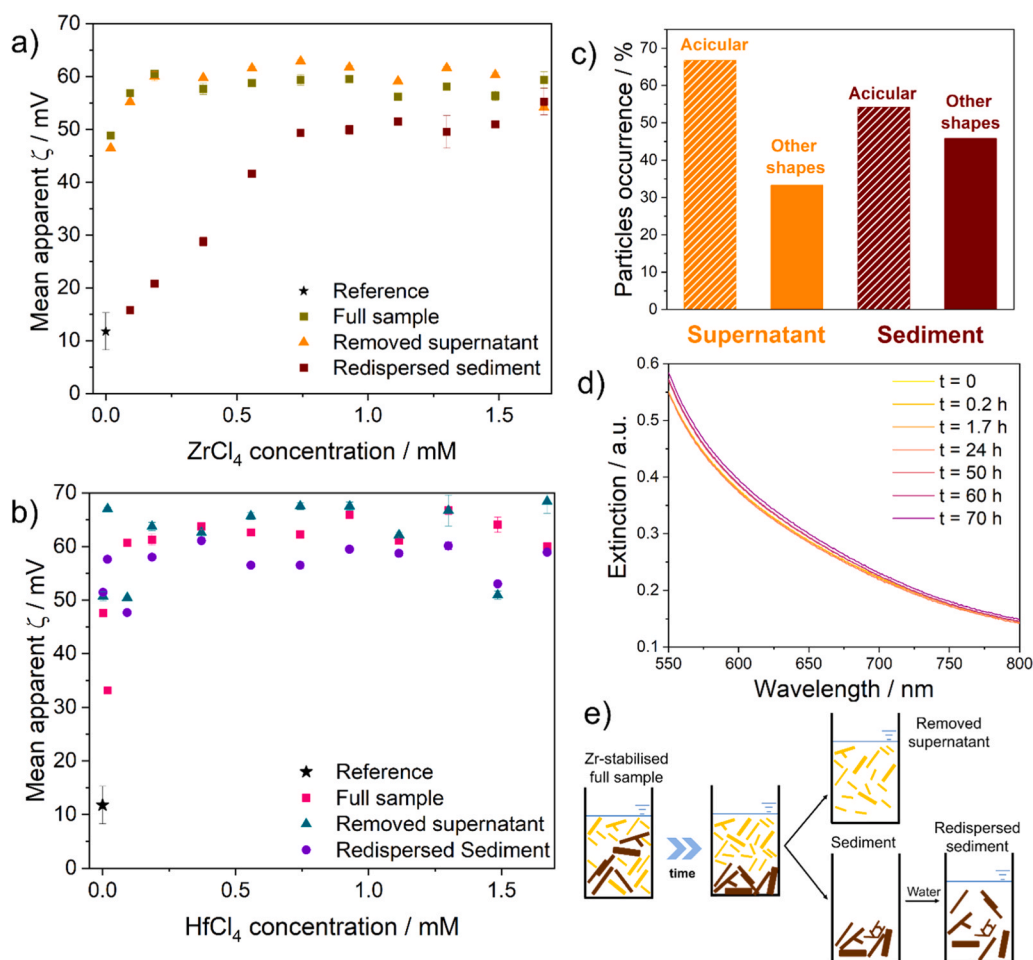 a)
Mean apparent ζ / mV
70
60
50
40
30
20
10
0
Reference
Full sample
Removed supernatant
Redispersed sediment
0.0
0.5
1.0
1.5
ZrCl4 concentration / mM
b)
Mean apparent ζ / mV
70
60
50
40
30
20
10
0
Reference
Full sample
Removed supernatant
Redispersed Sediment
0.0
0.5
1.0
1.5
HfCl4 concentration / mM
c)
Particles occurrence / %
70
60
50
40
30
20
10
0
Acicular
Other
shapes
Acicular
Other
shapes
Supernatant
Sediment
d)
Extinction / a.u.
0.6
0.5
0.4
0.3
0.2
0.1
t = 0
t = 0.2 h
t = 1.7 h
t = 24 h
t = 50 h
t = 60 h
t = 70 h
550
600
650
700
750
800
Wavelength / nm
e)
Zr-stabilised
full sample
time
Removed
supernatant
Sediment
Water
Redispersed
sediment